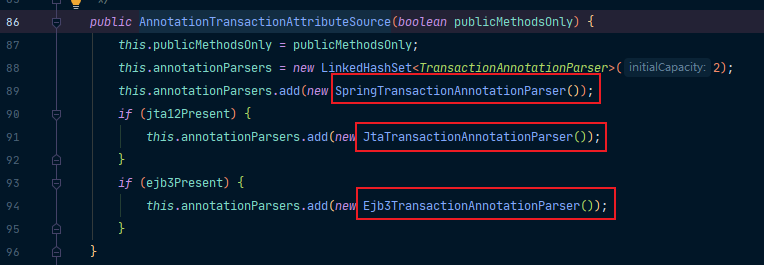 86 public AnnotationTransactionAttributeSource(boolean publicMethodsOnly) {
87 this.publicMethodsOnly = publicMethodsOnly;
88 this.annotationParsers = new LinkedHashSet<TransactionAnnotationParser>( initialCapacity: 2);
89 this.annotationParsers.add(new SpringTransactionAnnotationParser());
90 if (jta12Present) {
91 this.annotationParsers.add(new JtaTransactionAnnotationParser());
92 }
93 if (ejb3Present) {
94 this.annotationParsers.add(new Ejb3TransactionAnnotationParser());
95 }
96 }